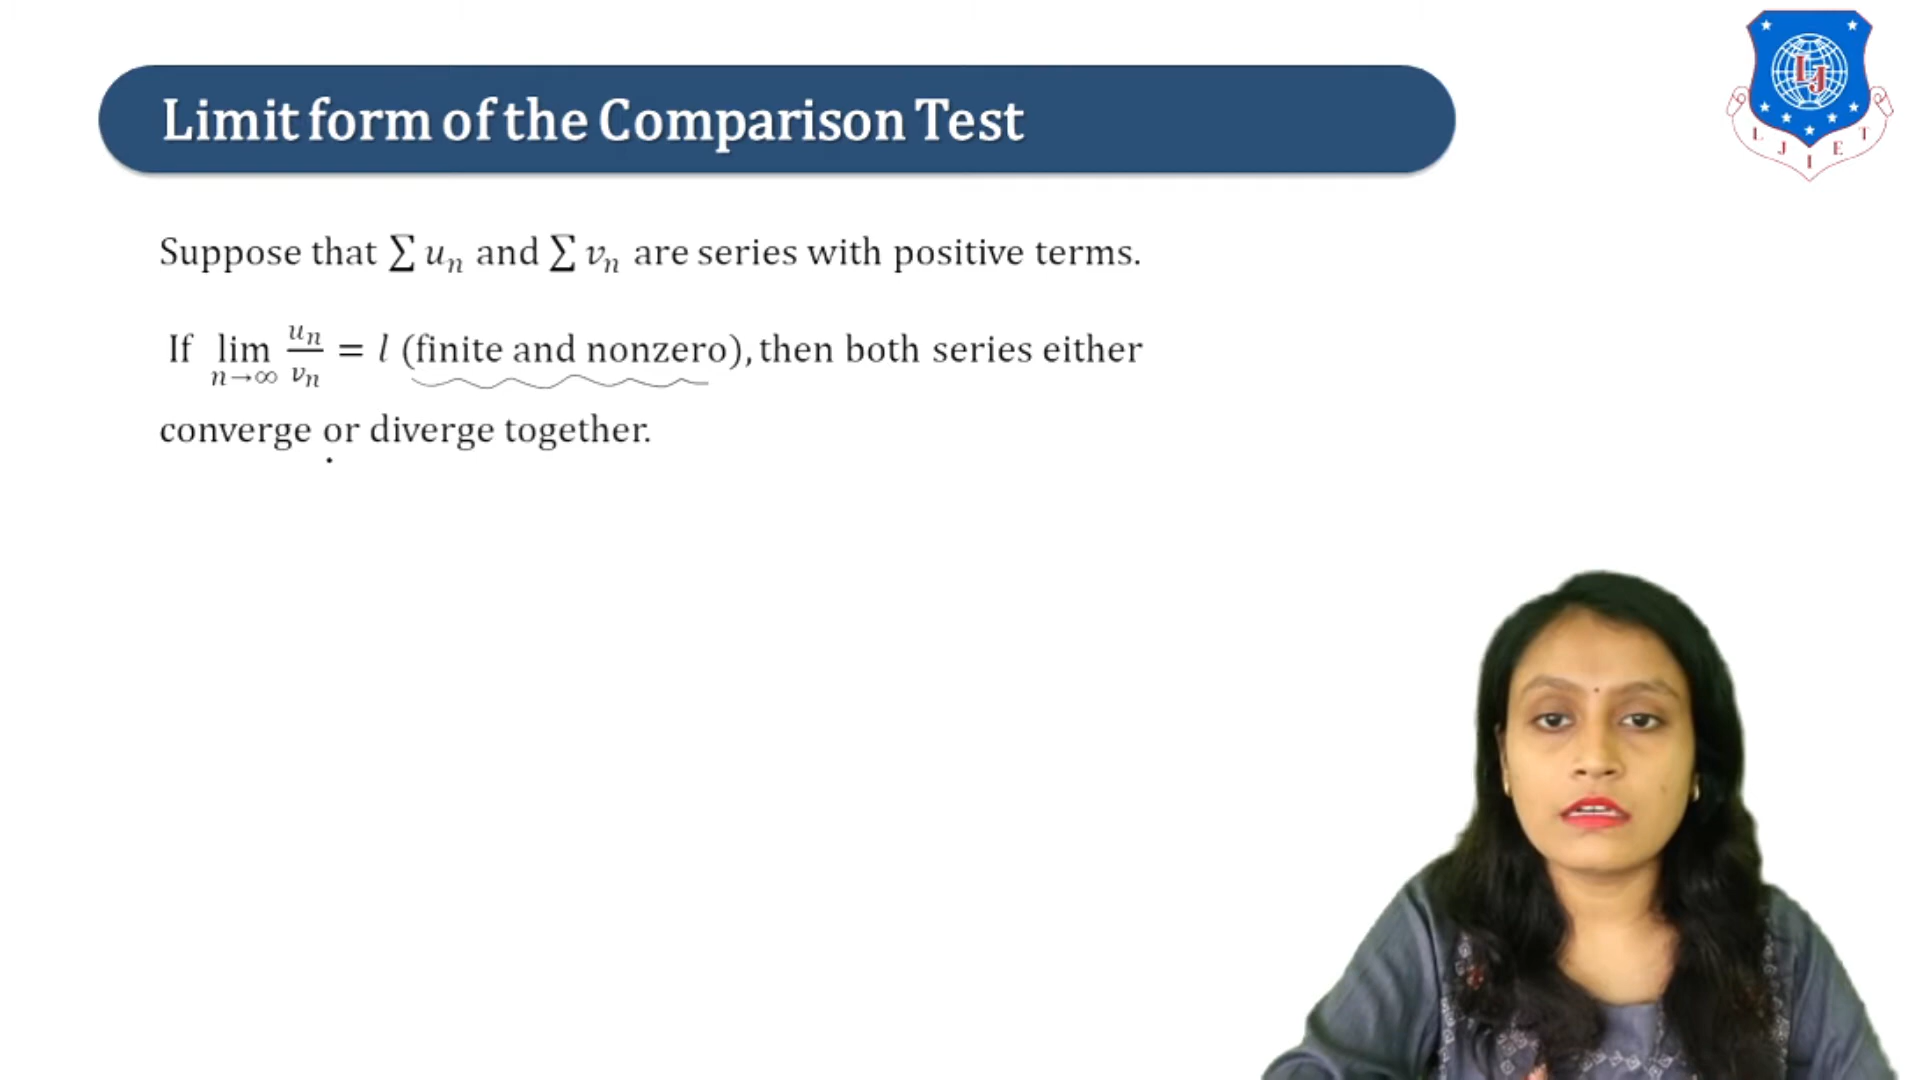 Limit form of the Comparison Test
L J
L J I E T
Suppose that ∑ uₙ and ∑ vₙ are series with positive terms.
If lim n→∞ uₙ/vₙ = l (finite and nonzero), then both series either
converge or diverge together.